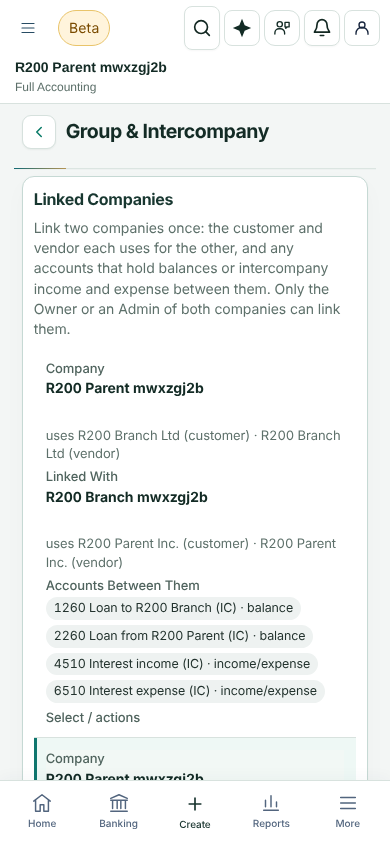 Beta
R200 Parent mwxzgj2b
Full Accounting
Group & Intercompany
Linked Companies
Link two companies once: the customer and
vendor each uses for the other, and any
accounts that hold balances or intercompany
income and expense between them. Only the
Owner or an Admin of both companies can link
them.
Company
R200 Parent mwxzgj2b
uses R200 Branch Ltd (customer) · R200 Branch
Ltd (vendor)
Linked With
R200 Branch mwxzgj2b
uses R200 Parent Inc. (customer) · R200 Parent
Inc. (vendor)
Accounts Between Them
1260 Loan to R200 Branch (IC) · balance
2260 Loan from R200 Parent (IC) · balance
4510 Interest income (IC) · income/expense
6510 Interest expense (IC) · income/expense
Select / actions
Company
R200 Parent mwxzgj2b
Home
Banking
Create
Reports
More